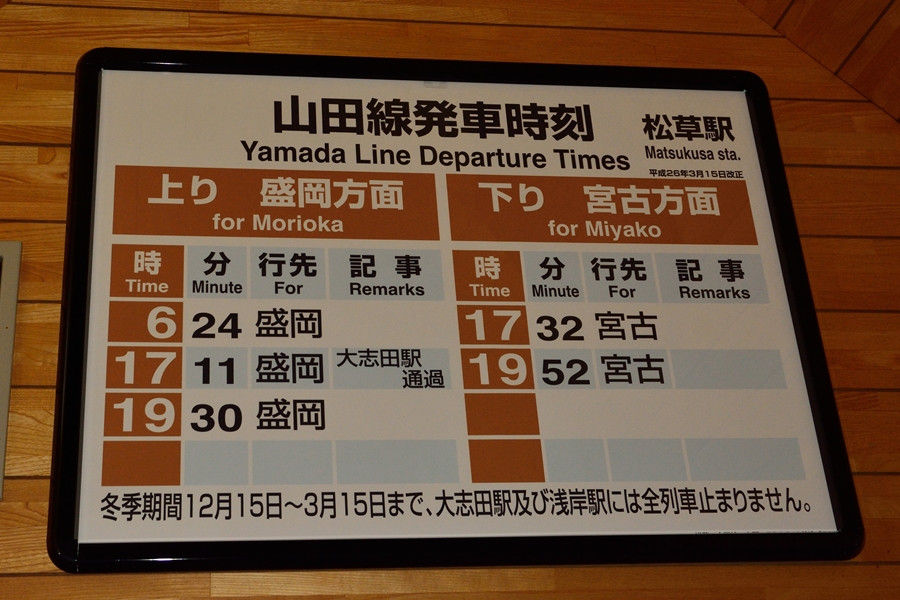 山田線発車時刻
Yamada Line Departure Times
松草駅
Matsukusa sta.
平成26年3月15日改正
上り 盛岡方面
for Morioka
時 分 行先 記事
Time Minute For Remarks
6 24 盛岡
17 11 盛岡 大志田駅
通過
19 30 盛岡
下り 宮古方面
for Miyako
時 分 行先 記事
Time Minute For Remarks
17 32 宮古
19 52 宮古
冬季期間12月15日～3月15日まで、大志田駅及び浅岸駅には全列車止まりません。